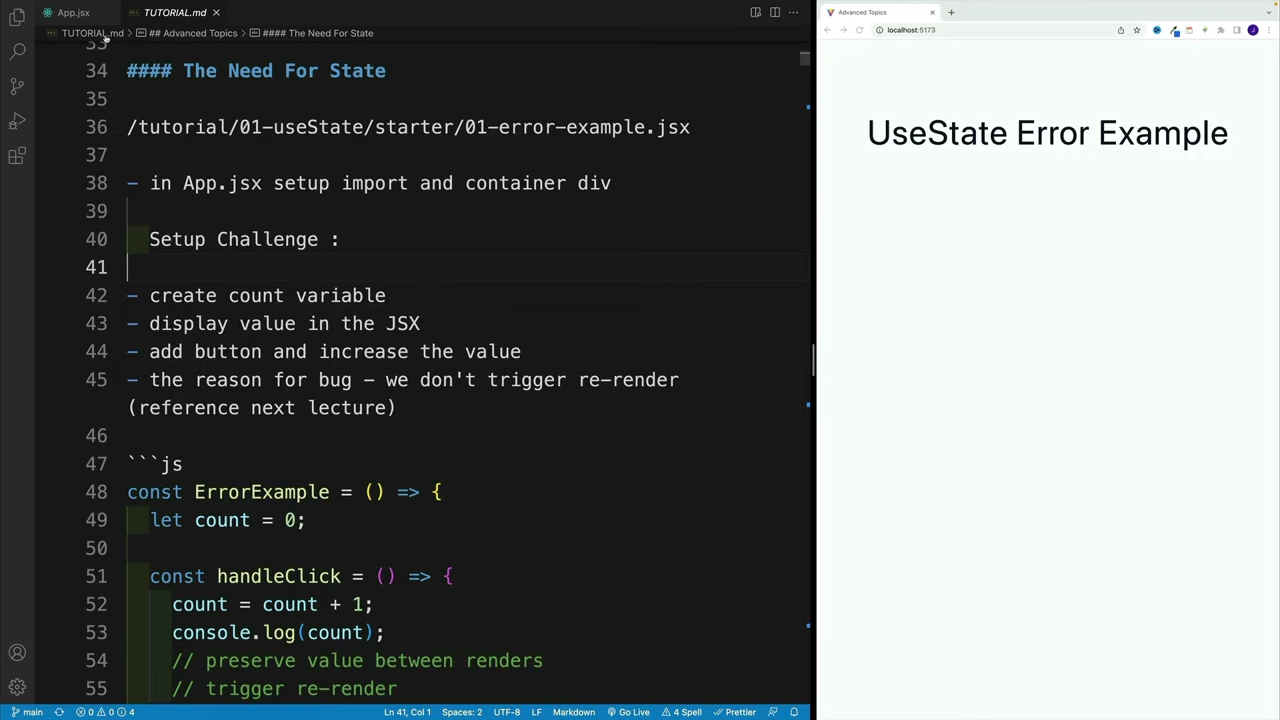 App.jsx
TUTORIAL.md
TUTORIAL.md
## Advan
#### The Need For State
33
34 #### The Need For State
35
36 /tutorial/01-useState/starter/01-error-example.jsx
37
38 - in App.jsx setup import and container div
39
40 Setup Challenge :
41
42 - create count variable
43 - display value in the JSX
44 - add button and increase the value
45 - the reason for bug - we don't trigger re-render
(reference next lecture)
46
47 ```js
48 const ErrorExample = () => {
49 let count = 0;
50
51 const handleClick = () => {
52 count = count + 1;
53 console.log(count);
54 // preserve value between renders
55 // trigger re-render
main
0
0
4
Ln 41, Col 1
Spaces: 2
UTF-8
LF
Markdown
Go Live
4 Spell
Prettier
Advanced Topics
localhost:5173
J
UseState Error Example